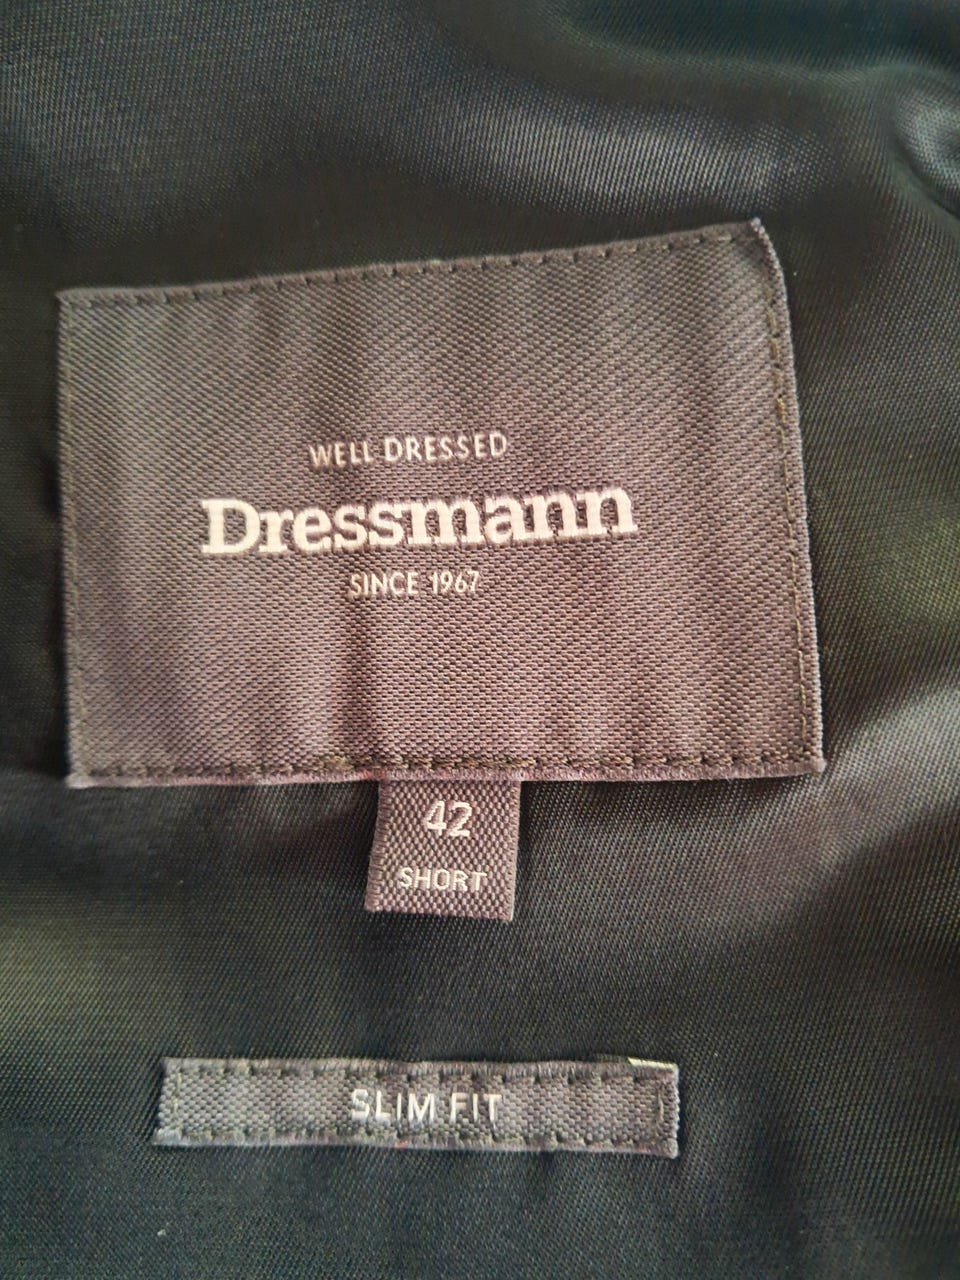 WELL DRESSED
Dressmann
SINCE 1967
42
SHORT
SLIM FIT